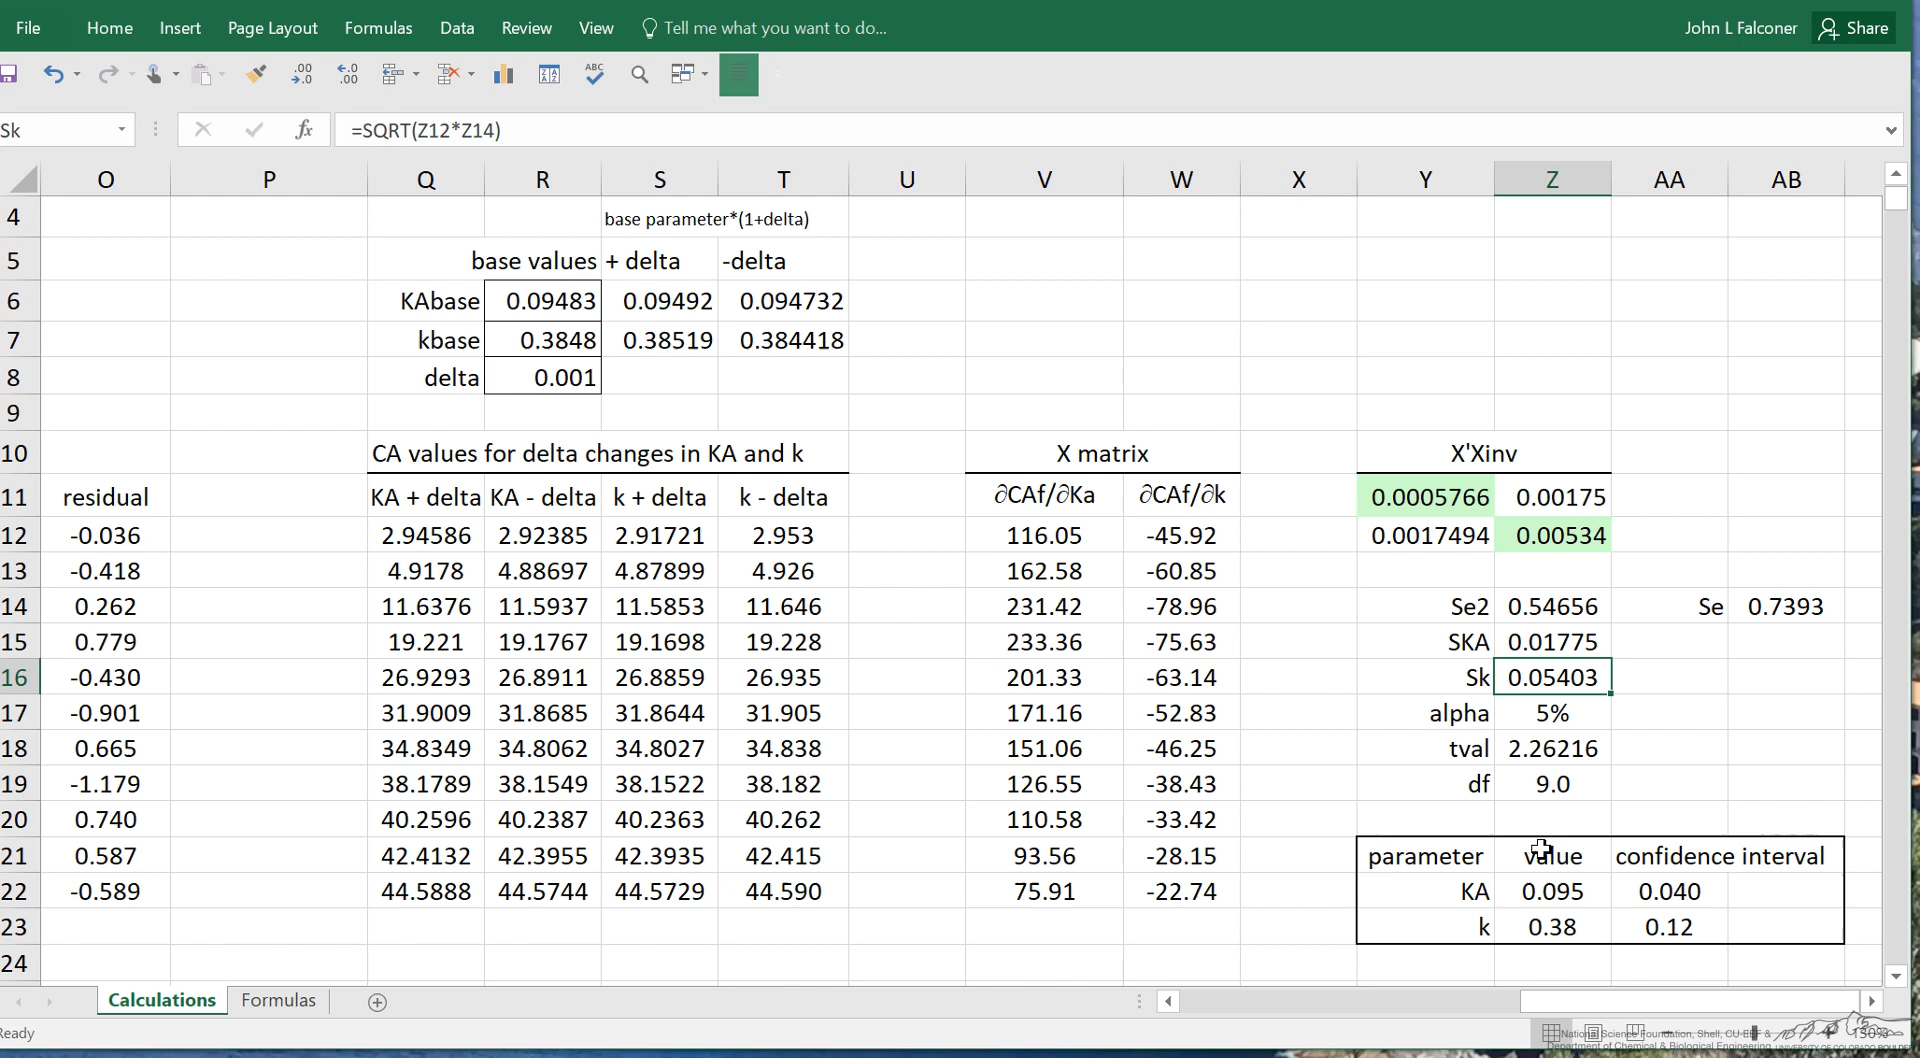 File Home Insert Page Layout Formulas Data Review View Tell me what you want to do... John L Falconer Share
Sk =SQRT(Z12*Z14)
O P Q R S T U V W X Y Z AA AB
4 base parameter*(1+delta)
5 base values + delta -delta
6 KAbase 0.09483 0.09492 0.094732
7 kbase 0.3848 0.38519 0.384418
8 delta 0.001
9
10 CA values for delta changes in KA and k X matrix X'Xinv
11 residual KA + delta KA - delta k + delta k - delta ∂CAf/∂Ka ∂CAf/∂k 0.0005766 0.00175
12 -0.036 2.94586 2.92385 2.91721 2.953 116.05 -45.92 0.0017494 0.00534
13 -0.418 4.9178 4.88697 4.87899 4.926 162.58 -60.85
14 0.262 11.6376 11.5937 11.5853 11.646 231.42 -78.96 Se2 0.54656 Se 0.7393
15 0.779 19.221 19.1767 19.1698 19.228 233.36 -75.63 SKA 0.01775
16 -0.430 26.9293 26.8911 26.8859 26.935 201.33 -63.14 Sk 0.05403
17 -0.901 31.9009 31.8685 31.8644 31.905 171.16 -52.83 alpha 5%
18 0.665 34.8349 34.8062 34.8027 34.838 151.06 -46.25 tval 2.26216
19 -1.179 38.1789 38.1549 38.1522 38.182 126.55 -38.43 df 9.0
20 0.740 40.2596 40.2387 40.2363 40.262 110.58 -33.42
21 0.587 42.4132 42.3955 42.3935 42.415 93.56 -28.15 parameter value confidence interval
22 -0.589 44.5888 44.5744 44.5729 44.590 75.91 -22.74 KA 0.095 0.040
23 k 0.38 0.12
24
Calculations Formulas
Ready
National Science Foundation, Shell, CU-
Department of Chemical & Biological Engineering UNIVERSITY OF COLORADO BOULDER
130%